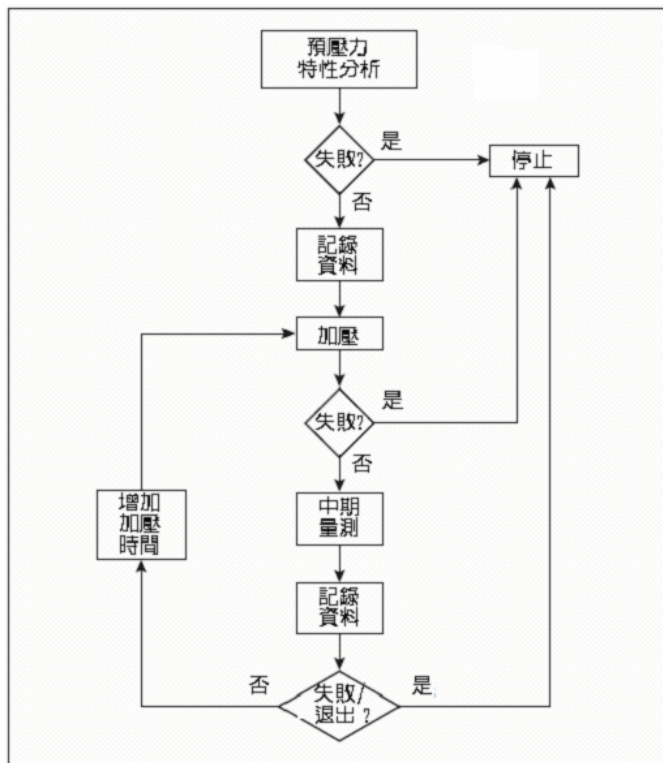 預壓力
特性分析
失敗?
是
停止
否
記錄
資料
加壓
失敗?
是
否
增加
加壓
時間
中期
量測
記錄
資料
否
失敗/
退出?
是